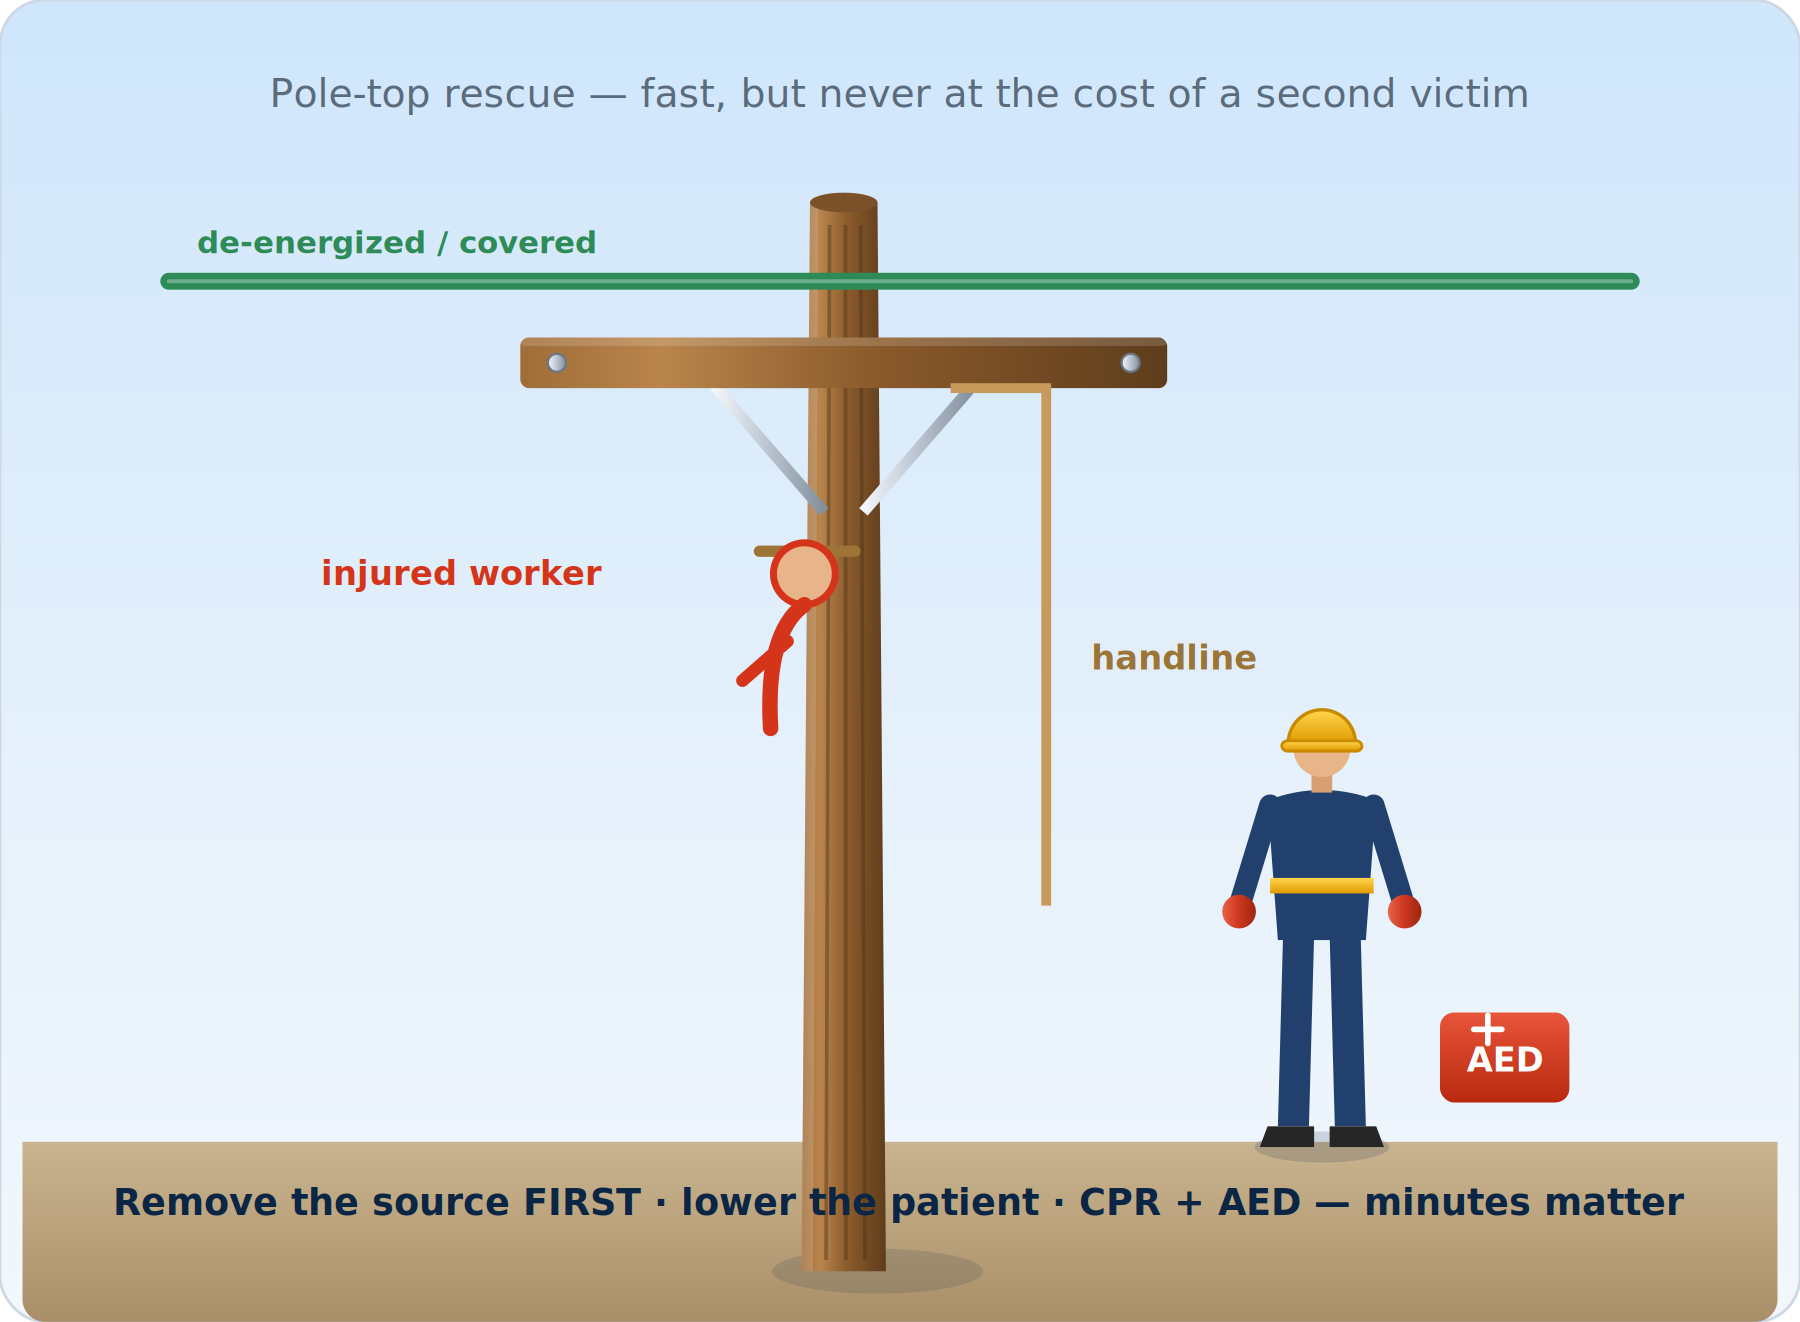 Pole-top rescue — fast, but never at the cost of a second victim
de-energized / covered
injured worker
handline
AED
Remove the source FIRST · lower the patient · CPR + AED — minutes matter